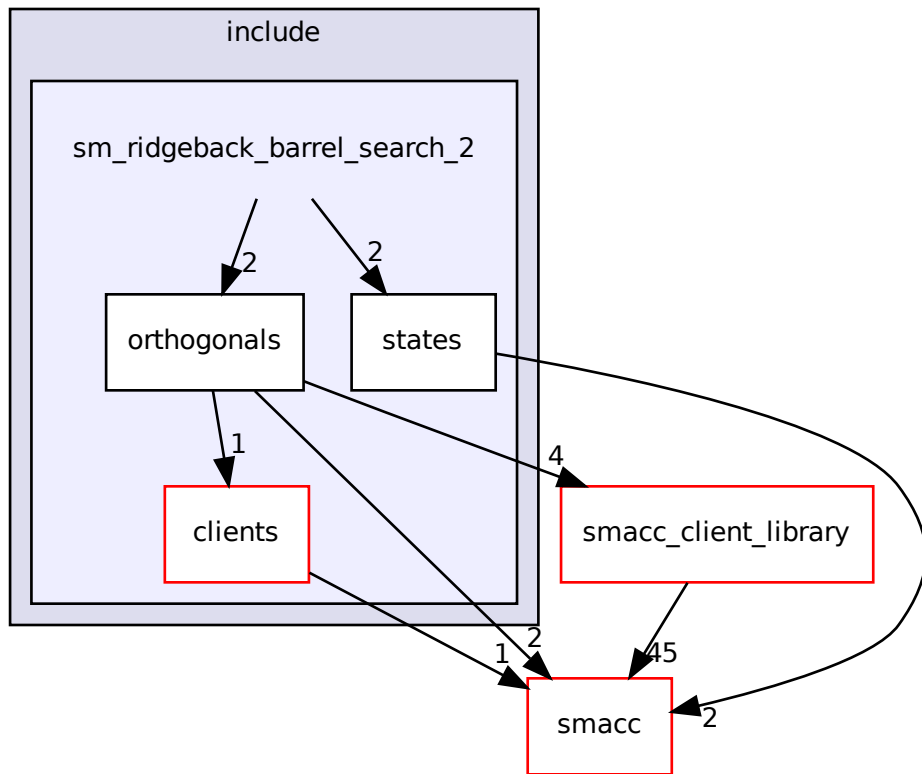 include
sm_ridgeback_barrel_search_2
2
2
orthogonals
states
1
4
clients
smacc_client_library
2
1
45
2
smacc